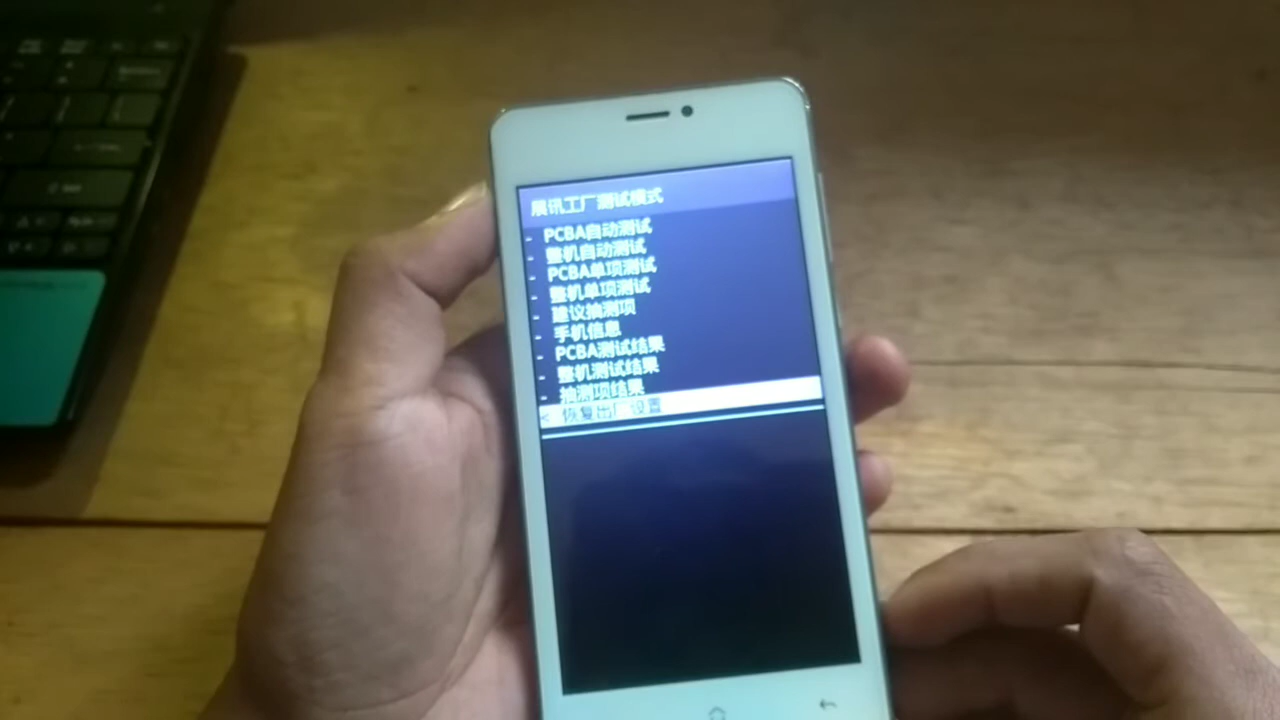 展讯工厂测试模式
- PCBA自动测试
- 整机自动测试
- PCBA单项测试
- 整机单项测试
- 建议抽测项
- 手机信息
- PCBA测试结果
- 整机测试结果
- 抽测项结果
< 恢复出厂设置